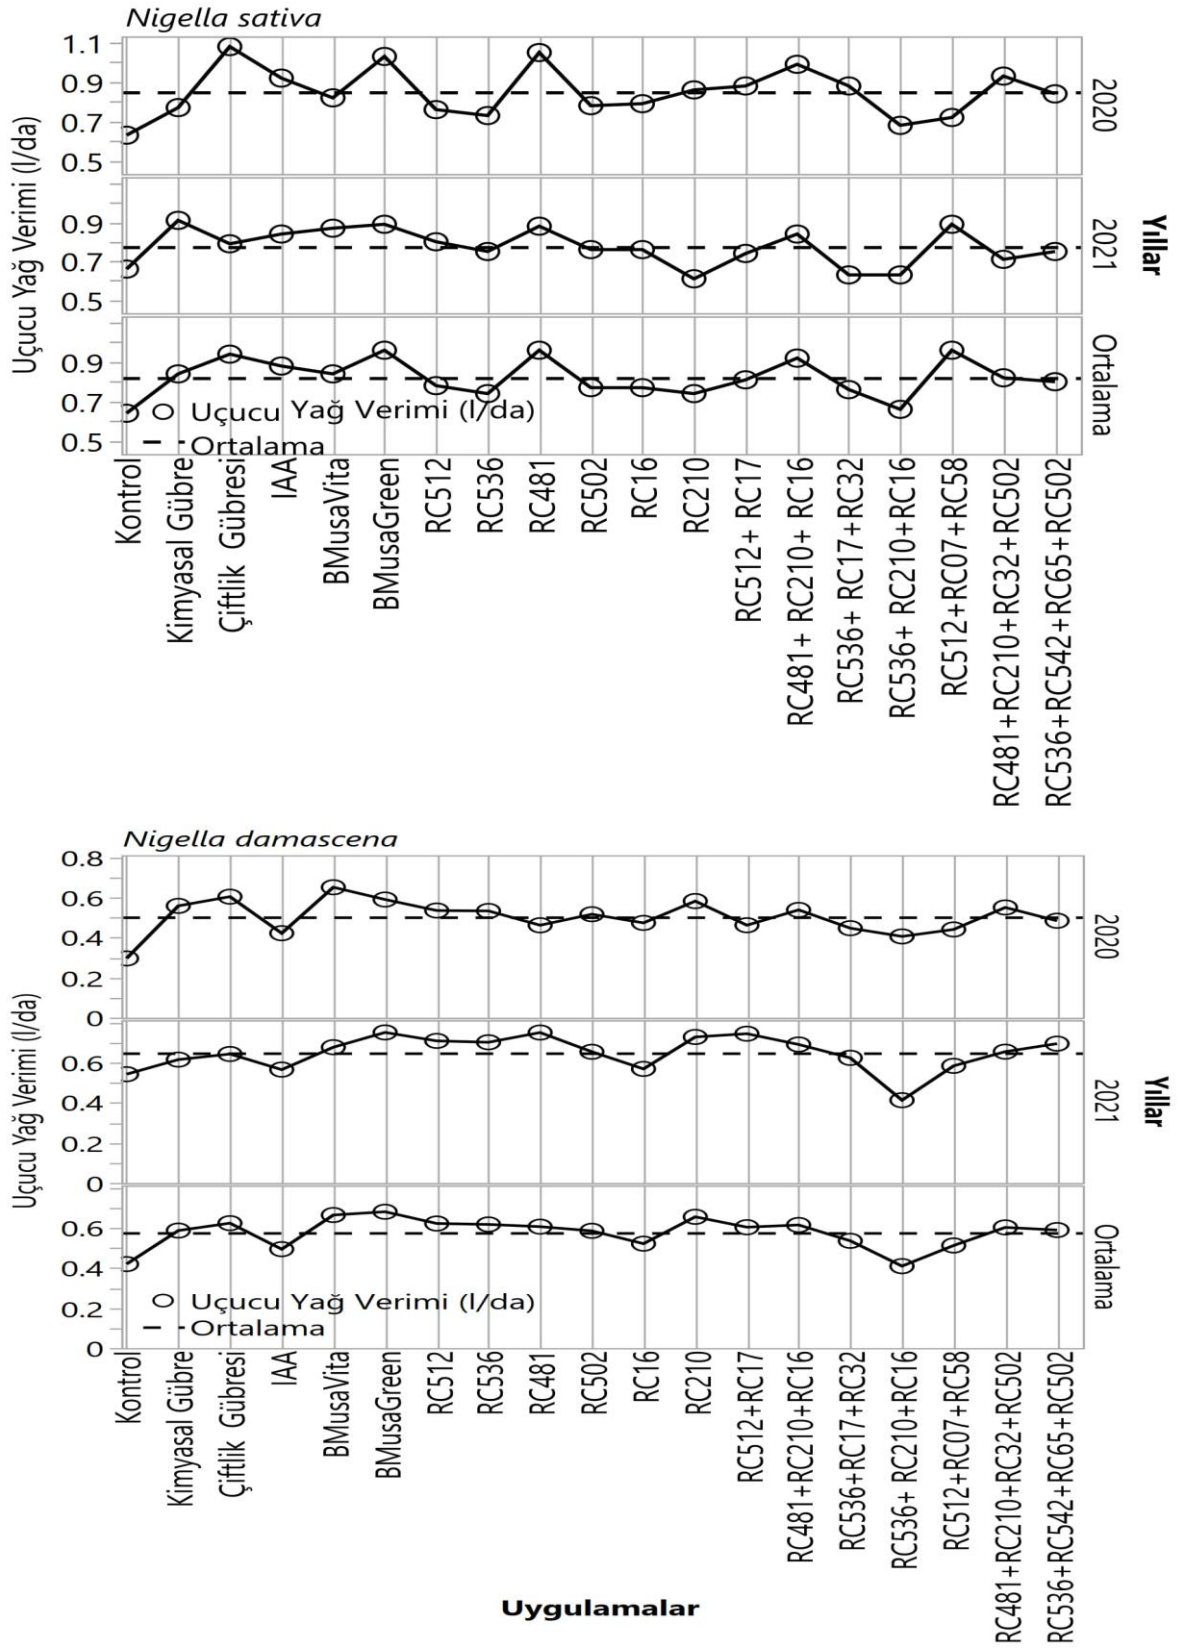 Nigella sativa
Uçucu Yağ Verimi (l/da)
1.1
0.9
0.7
0.5
2020
0.9
0.7
0.5
2021
Yıllar
0.9
0.7
0.5
Ortalama
Uçucu Yağ Verimi (l/da)
Ortalama
Kontrol
Kimyasal Gübre
Çiftlik Gübresi
IAA
BMusaVita
BMusaGreen
RC512
RC536
RC481
RC502
RC16
RC210
RC512+ RC17
RC481+ RC210+ RC16
RC536+ RC17+RC32
RC536+ RC210+RC16
RC512+RC07+RC58
RC481+RC210+RC32+RC502
RC536+RC542+RC65+RC502
Nigella damascena
Uçucu Yağ Verimi (l/da)
0.8
0.6
0.4
0.2
0
2020
0.6
0.4
0.2
0
2021
Yıllar
0.6
0.4
0.2
0
Ortalama
Uçucu Yağ Verimi (l/da)
Ortalama
Kontrol
Kimyasal Gübre
Çiftlik Gübresi
IAA
BMusaVita
BMusaGreen
RC512
RC536
RC481
RC502
RC16
RC210
RC512+RC17
RC481+RC210+RC16
RC536+RC17+RC32
RC536+ RC210+RC16
RC512+RC07+RC58
RC481+RC210+RC32+RC502
RC536+RC542+RC65+RC502
Uygulamalar